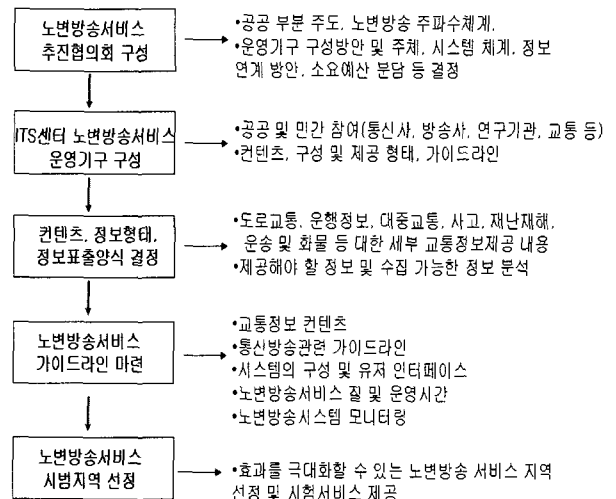 노변방송서비스
추진협의회 구성
•공공 부분 주도, 노변방송 주파수체계,
•운영기구 구성방안 및 주체, 시스템 체계, 정보
연계 방안, 소요예산 분담 등 결정
ITS센터 노변방송서비스
운영기구 구성
•공공 및 민간 참여(통신사, 방송사, 연구기관, 교통 등)
•컨텐츠, 구성 및 제공 형태, 가이드라인
컨텐츠, 정보형태,
정보표출양식 결정
•도로교통, 운행정보, 대중교통, 사고, 재난재해,
운송 및 화물 등 대한 세부 교통정보제공 내용
•제공해야 할 정보 및 수집 가능한 정보 분석
노변방송서비스
가이드라인 마련
•교통정보 컨텐츠
•통산방송관련 가이드라인
•시스템의 구성 및 유저 인터페이스
•노변방송서비스 질 및 운영시간
•노변방송시스템 모니터링
노변방송서비스
시범지역 선정
•효과를 극대화할 수 있는 노변방송 서비스 지역
선정 및 시험서비스 제공